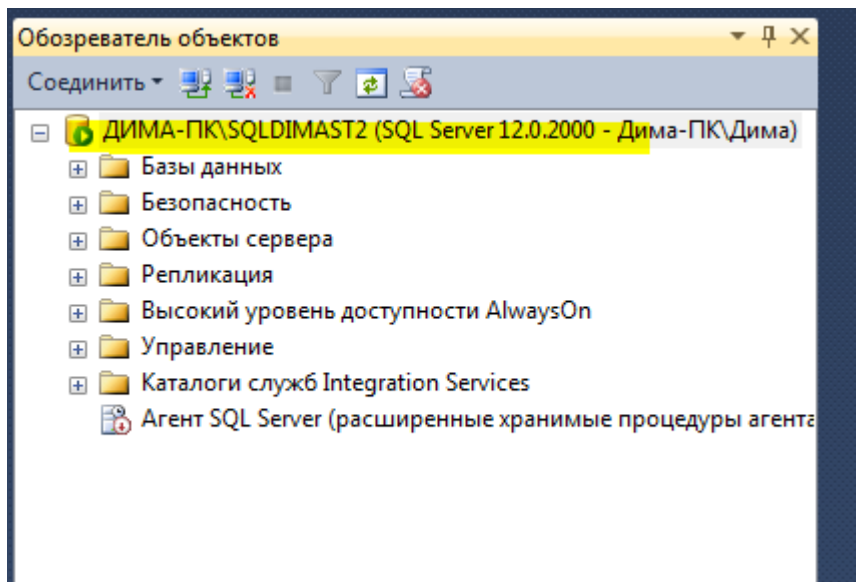 Обозреватель объектов
Соединить
ДИМА-ПК\SQLDIMAST2 (SQL Server 12.0.2000 - Дима-ПК\Дима)
Базы данных
Безопасность
Объекты сервера
Репликация
Высокий уровень доступности AlwaysOn
Управление
Каталоги служб Integration Services
Агент SQL Server (расширенные хранимые процедуры агента